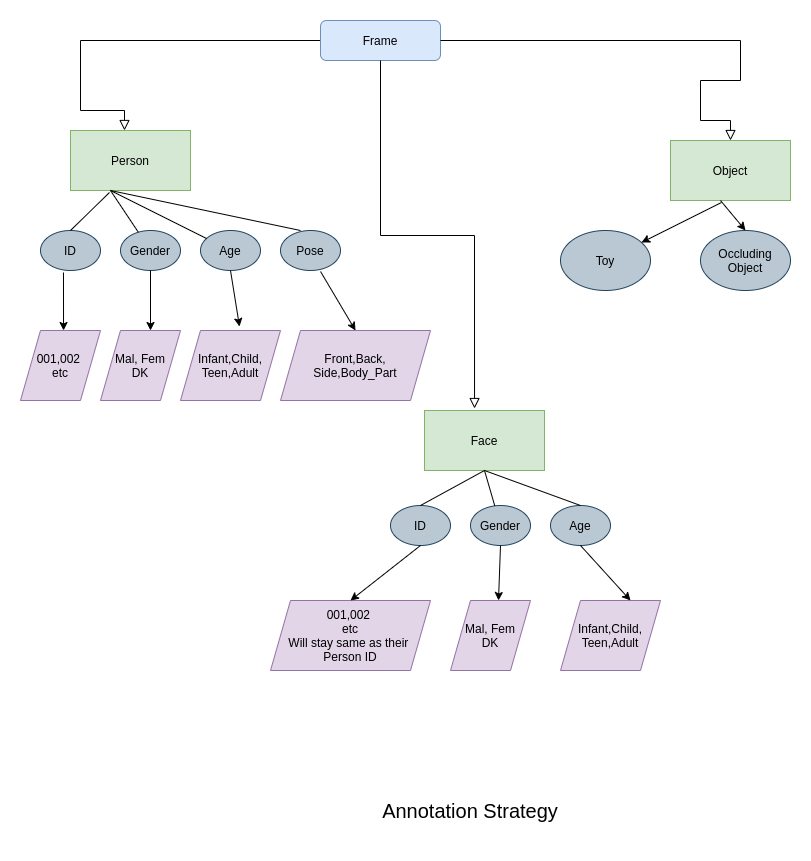 Frame
Person
Object
ID
Gender
Age
Pose
Toy
Occluding
Object
001,002
etc
Mal, Fem
DK
Infant,Child,
Teen,Adult
Front,Back,
Side,Body_Part
Face
ID
Gender
Age
001,002
etc
Will stay same as their
Person ID
Mal, Fem
DK
Infant,Child,
Teen,Adult
Annotation Strategy